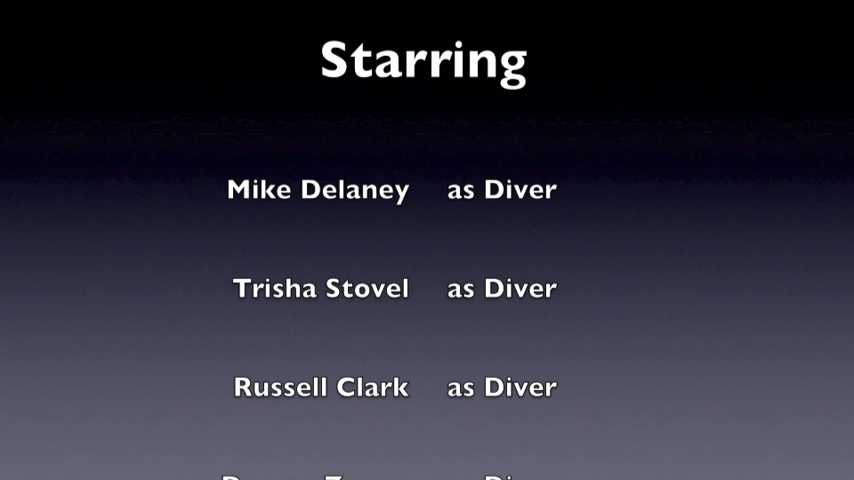 Starring
Mike Delaney as Diver
Trisha Stovel as Diver
Russell Clark as Diver